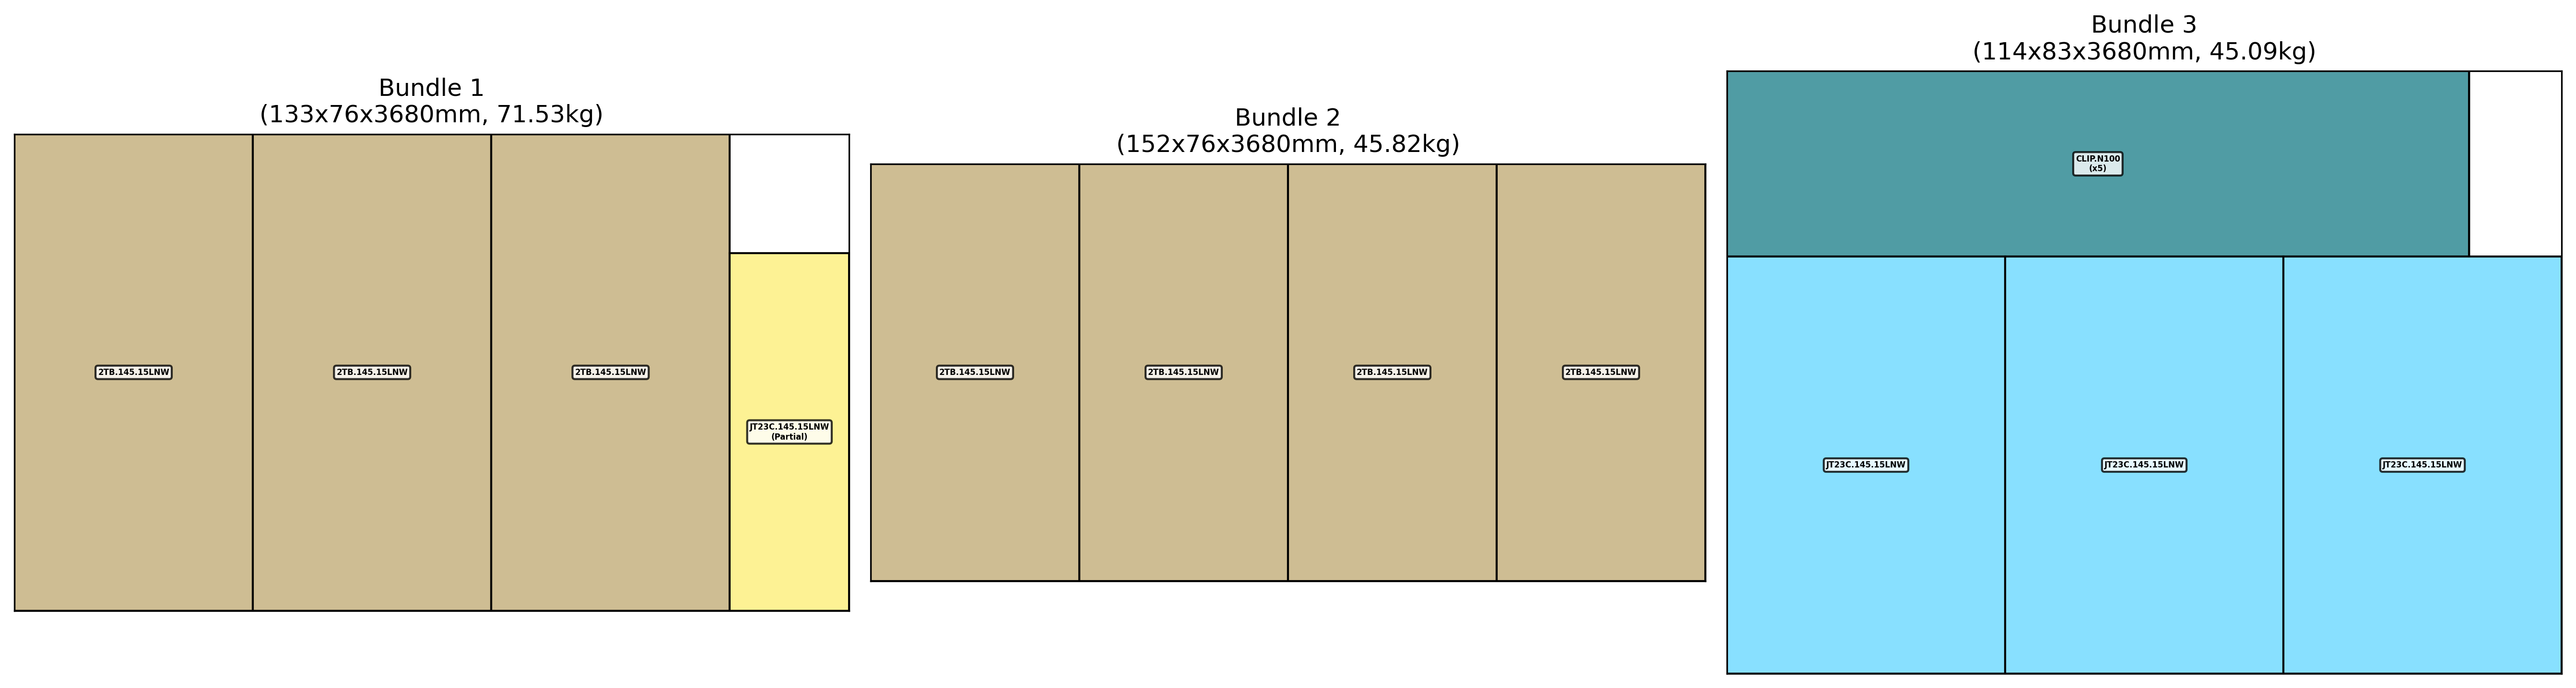 Bundle 1
(133x76x3680mm, 71.53kg)
2TB.145.15LNW
2TB.145.15LNW
2TB.145.15LNW
JT23C.145.15LNW
(Partial)
Bundle 2
(152x76x3680mm, 45.82kg)
2TB.145.15LNW
2TB.145.15LNW
2TB.145.15LNW
2TB.145.15LNW
Bundle 3
(114x83x3680mm, 45.09kg)
CLIP.N100
(x5)
JT23C.145.15LNW
JT23C.145.15LNW
JT23C.145.15LNW